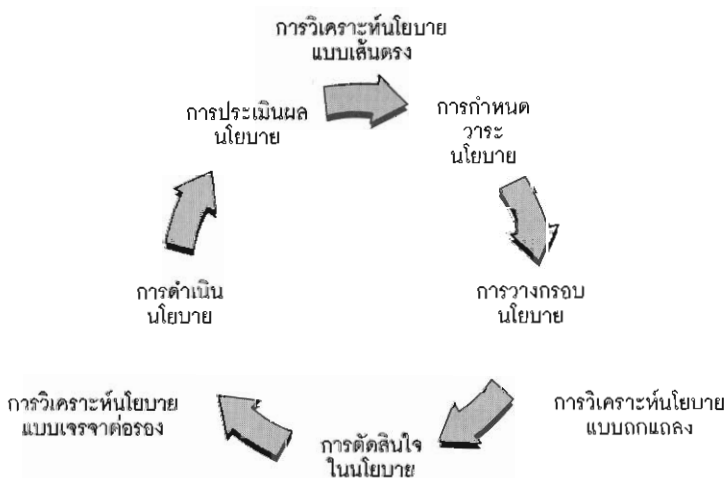 การวิเคราะห์นโยบาย
แบบเส้นตรง
การประเมินผล
นโยบาย
การกำหนด
วาระ
นโยบาย
การดำเนิน
นโยบาย
การวางกรอบ
นโยบาย
การวิเคราะห์นโยบาย
แบบเจรจาต่อรอง
การตัดสินใจ
ในนโยบาย
การวิเคราะห์นโยบาย
แบบถกแถลง